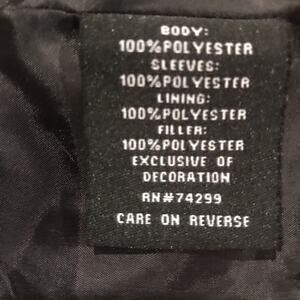 BODY:
100%POLYESTER
SLEEVES:
100%POLYESTER
LINING:
100%POLYESTER
FILLER:
100%POLYESTER
EXCLUSIVE OF
DECORATION
RN#74299
CARE ON REVERSE